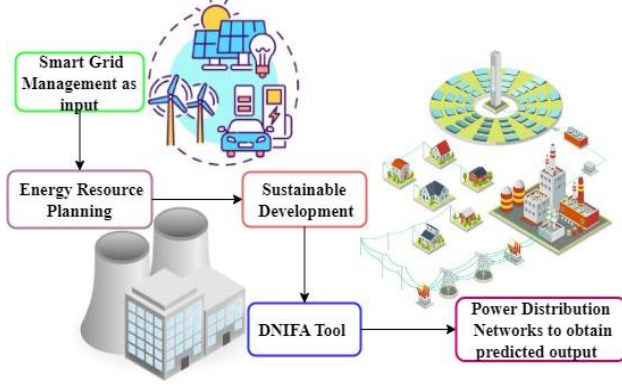 Smart Grid
Management as
input
Energy Resource
Planning
Sustainable
Development
DNIFA Tool
Power Distribution
Networks to obtain
predicted output